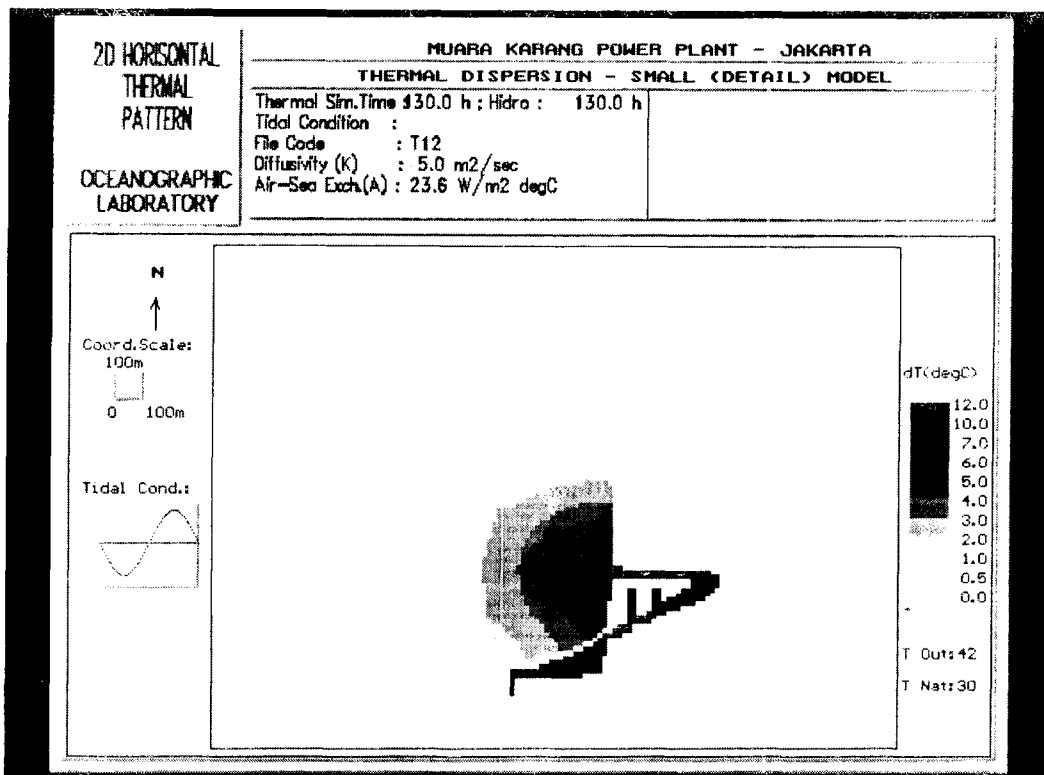 2D HORISONTAL
THERMAL
PATTERN
OCEANOGRAPHIC
LABORATORY
MUARA KARANG POWER PLANT - JAKARTA
THERMAL DISPERSION - SMALL (DETAIL) MODEL
Thermal Sim.Time :130.0 h ; Hidro : 130.0 h
Tidal Condition :
File Code : T12
Diffusivity (K) : 5.0 m2/sec
Air-Sea Exch.(A) : 23.6 W/m2 degC
N
Coord.Scale:
100m
0 100m
Tidal Cond.:
dT(degC)
12.0
10.0
7.0
6.0
5.0
4.0
3.0
2.0
1.0
0.5
0.0
T Out:42
T Nat:30